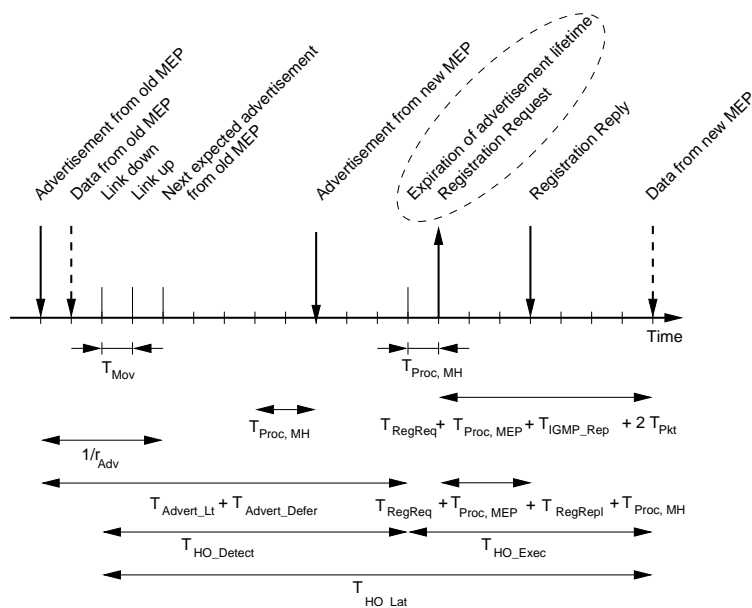 Advertisement from old MEP
Data from old MEP
Link down
Link up
Next expected advertisement
from old MEP
Advertisement from new MEP
Expiration of advertisement lifetime
Registration Request
Registration Reply
Data from new MEP
Time
T_Mov
T_Proc, MH
T_Proc, MH
T_RegReq + T_Proc, MEP + T_IGMP_Rep + 2 T_Pkt
1/r_Adv
T_Advert_Lt + T_Advert_Defer
T_RegReq + T_Proc, MEP + T_RegRepl + T_Proc, MH
T_HO_Detect
T_HO_Exec
T_HO_Lat